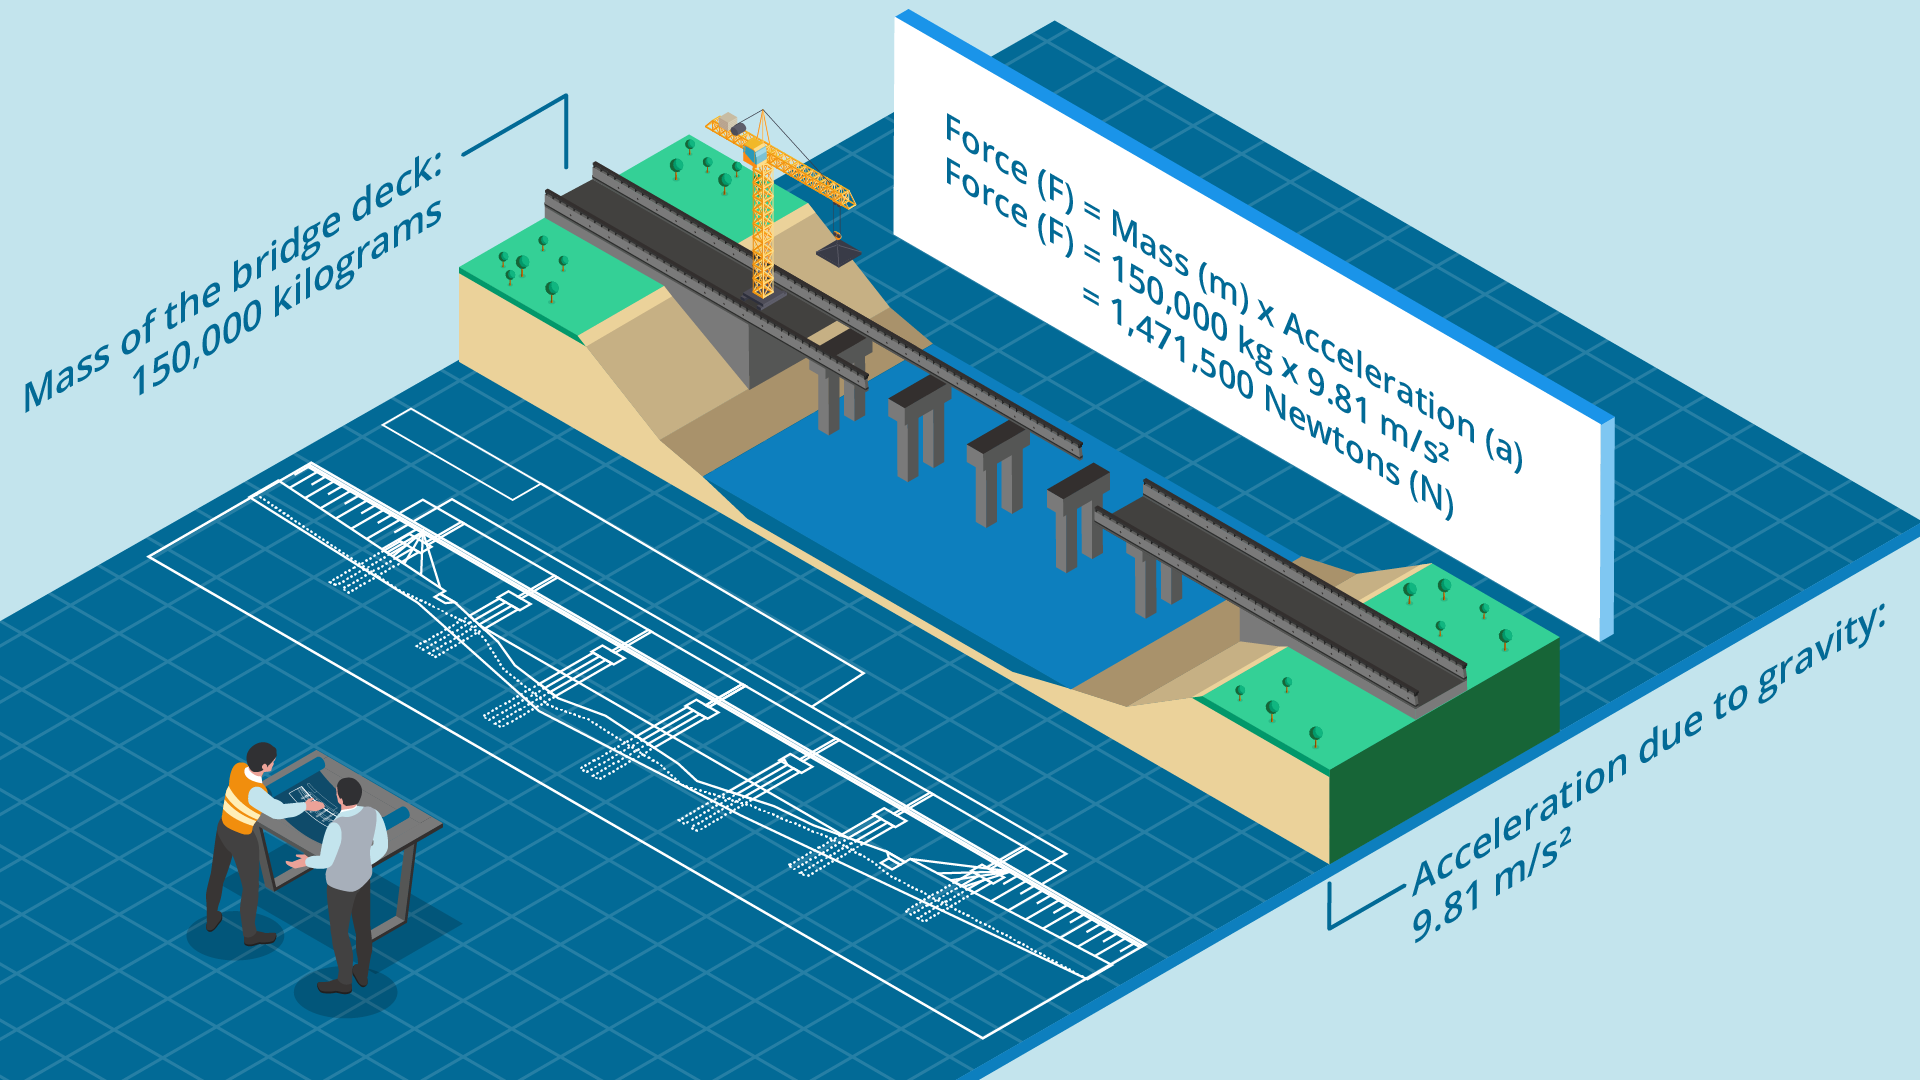 Mass of the bridge deck:
150,000 kilograms
Force (F) = Mass (m) x Acceleration (a)
Force (F) = 150,000 kg x 9.81 m/s²
= 1,471,500 Newtons (N)
Acceleration due to gravity:
9.81 m/s²